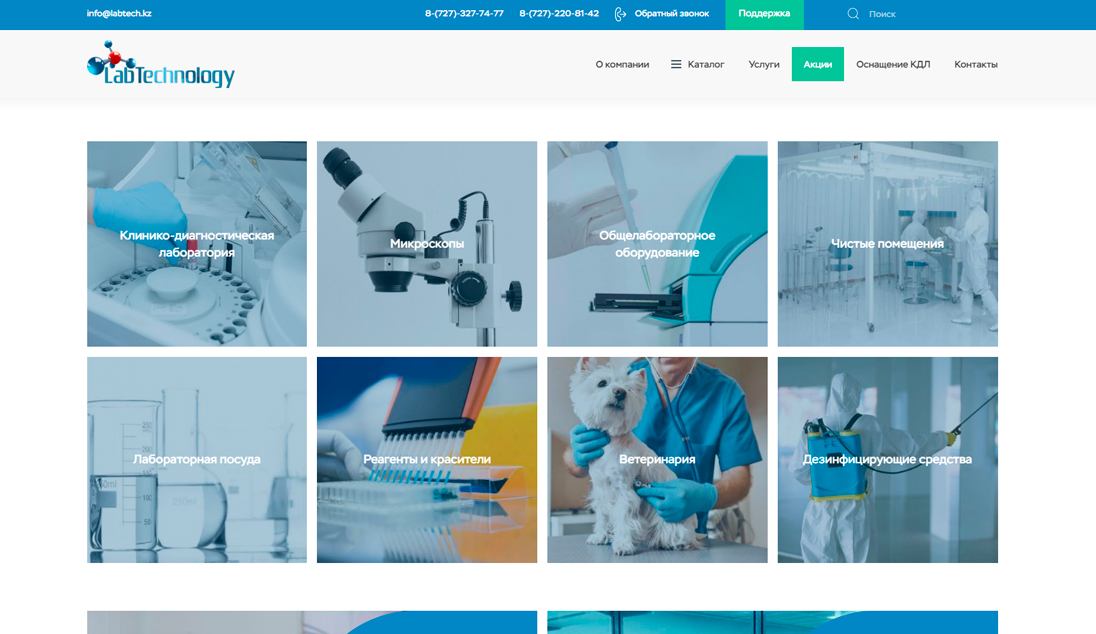 info@labtech.kz
8-(727)-327-74-77
8-(727)-220-81-42
Обратный звонок
Поддержка
Поиск
LabTechnology
О компании
Каталог
Услуги
Акции
Оснащение КДЛ
Контакты
Клинико-диагностическая
лаборатория
Микроскопы
Общелабораторное
оборудование
Чистые помещения
Лабораторная посуда
Реагенты и красители
Ветеринария
Дезинфицирующие средства